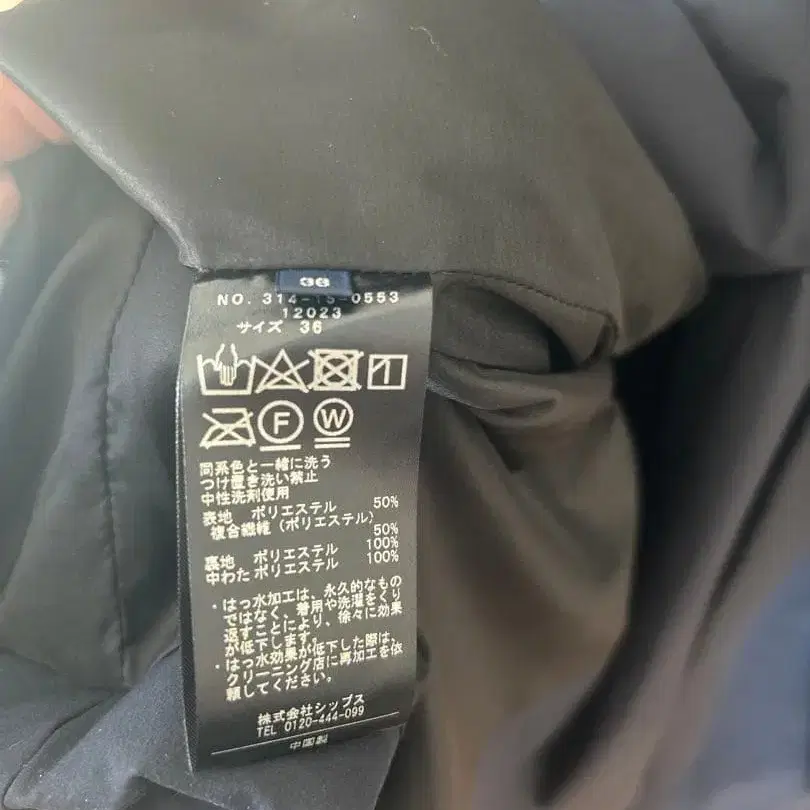 36
NO. 314-15-0553
12023
サイズ 36
F W
同系色と一緒に洗う
つけ置き洗い禁止
中性洗剤使用
表地 ポリエステル 50%
複合繊維(ポリエステル)
50%
裏地 ポリエステル 100%
中わた ポリエステル 100%
・はっ水加工は、永久的なもの
ではなく、着用や洗濯をくり
返すことにより、徐々に効果
が低下します。
・はっ水効果が低下した際は、
クリーニング店に再加工を依
頼してください。
株式会社シップス
TEL 0120-444-099
中国製